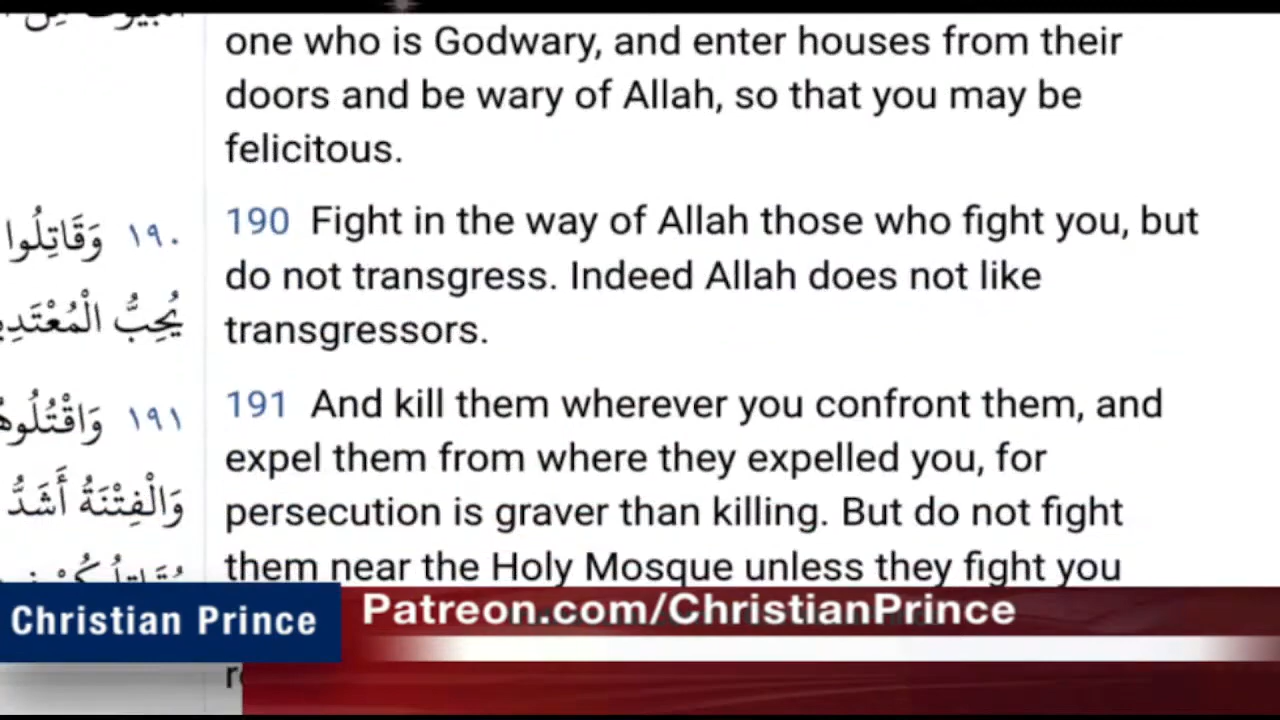 one who is Godwary, and enter houses from their
doors and be wary of Allah, so that you may be
felicitous.
١٩٠ وَقَاتِلُوا
190 Fight in the way of Allah those who fight you, but
do not transgress. Indeed Allah does not like
يُحِبُّ
transgressors.
١٩١
191 And kill them wherever you confront them, and
expel them from where they expelled you, for
وَالْفِتْنَةُ أَشَدُّ
persecution is graver than killing. But do not fight
them near the Holy Mosque unless they fight you
Christian Prince
Patreon.com/ChristianPrince